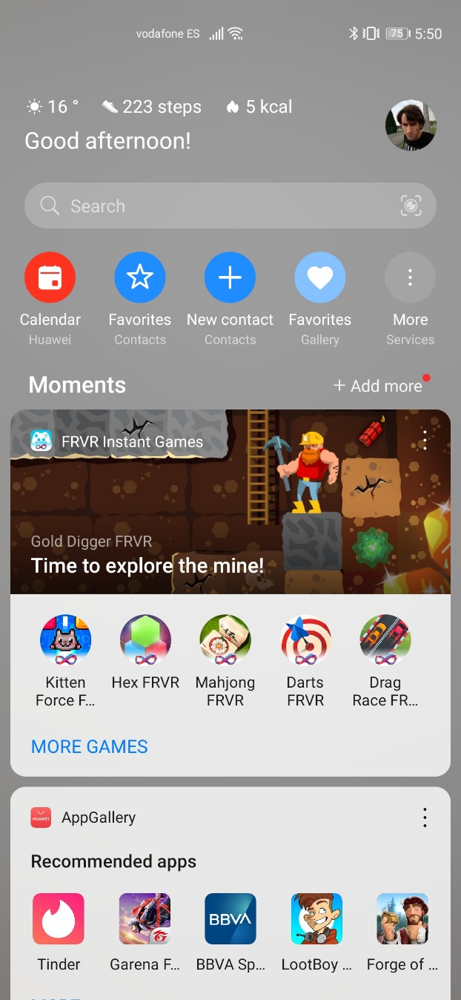 vodafone ES
75
5:50
16 °
223 steps
5 kcal
Good afternoon!
Search
Calendar
Huawei
Favorites
Contacts
New contact
Contacts
Favorites
Gallery
More
Services
Moments
+ Add more
FRVR Instant Games
Gold Digger FRVR
Time to explore the mine!
Kitten
Force F...
Hex FRVR
Mahjong
FRVR
Darts
FRVR
Drag
Race FR...
MORE GAMES
HUAWEI
AppGallery
Recommended apps
BBVA
Tinder
Garena F...
BBVA Sp...
LootBoy ...
Forge of ...